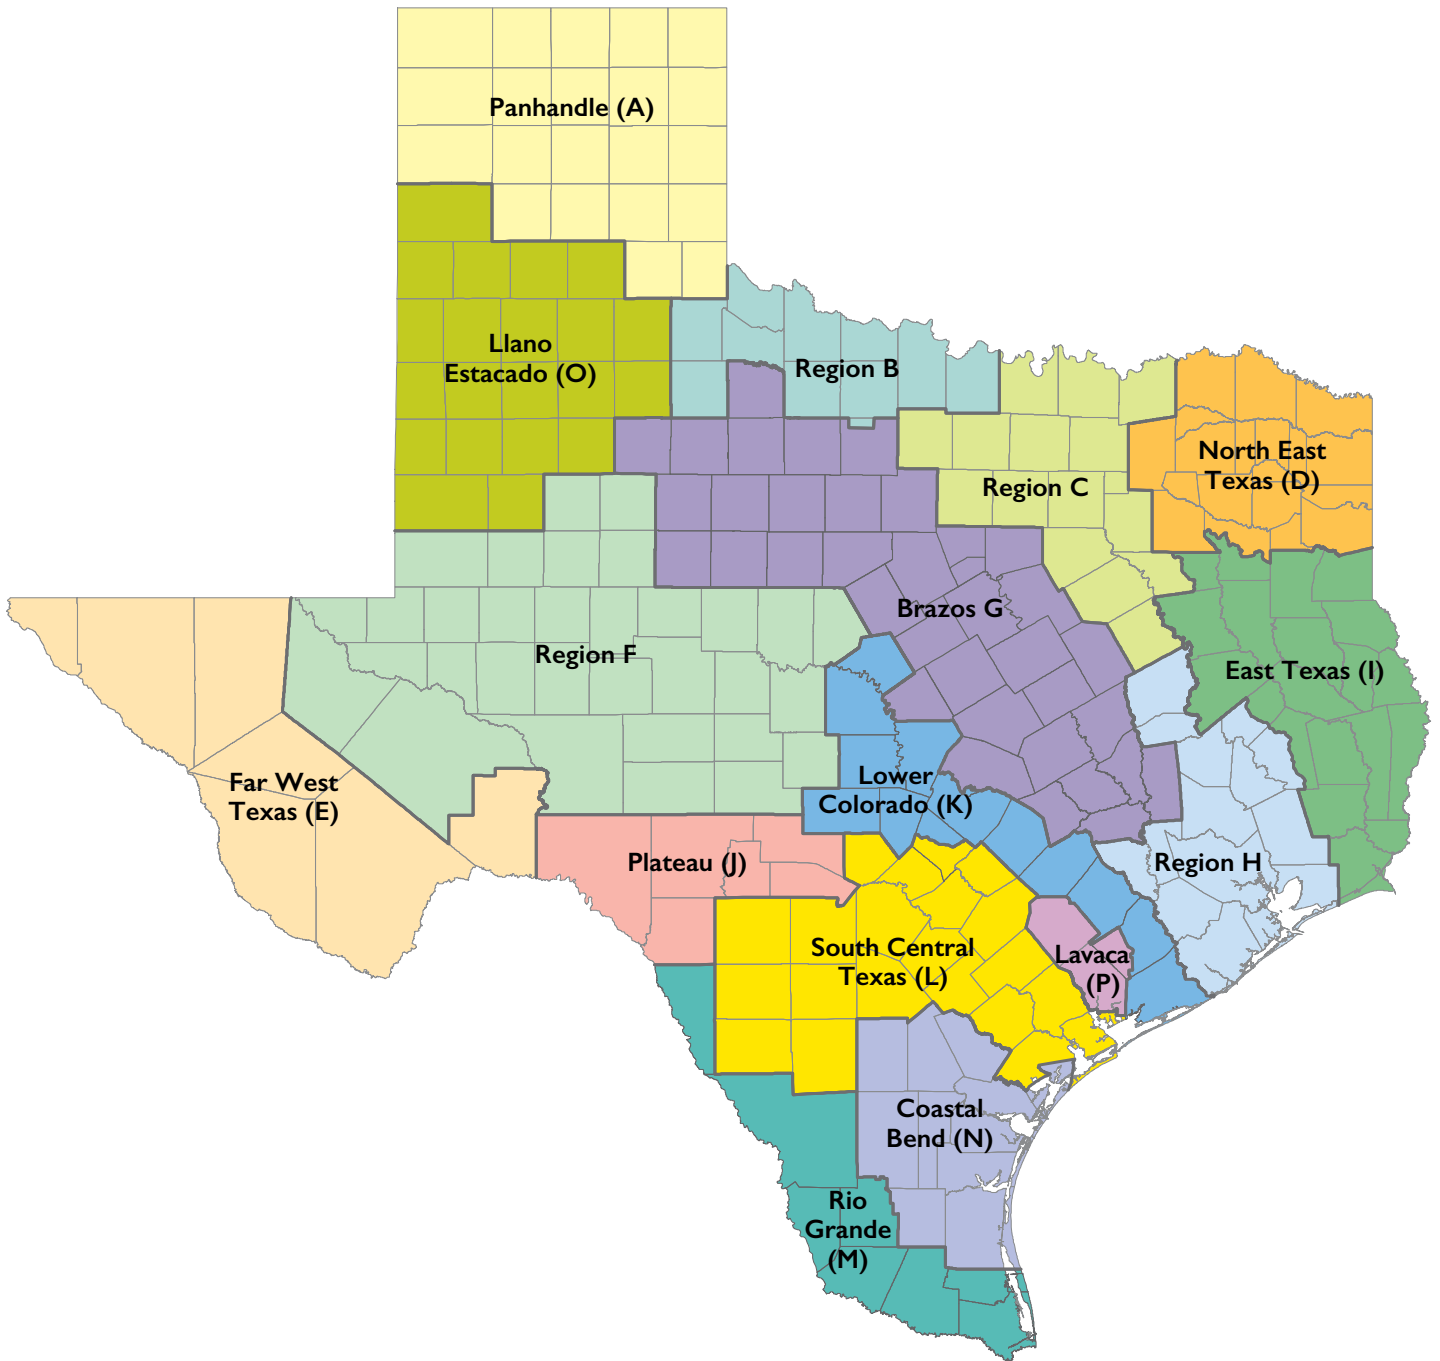 Panhandle (A)
Llano
Estacado (O)
Region B
North East
Texas (D)
Region C
Brazos G
Region F
East Texas (I)
Far West
Texas (E)
Lower
Colorado (K)
Plateau (J)
Region H
South Central
Texas (L)
Lavaca
(P)
Coastal
Bend (N)
Rio
Grande
(M)